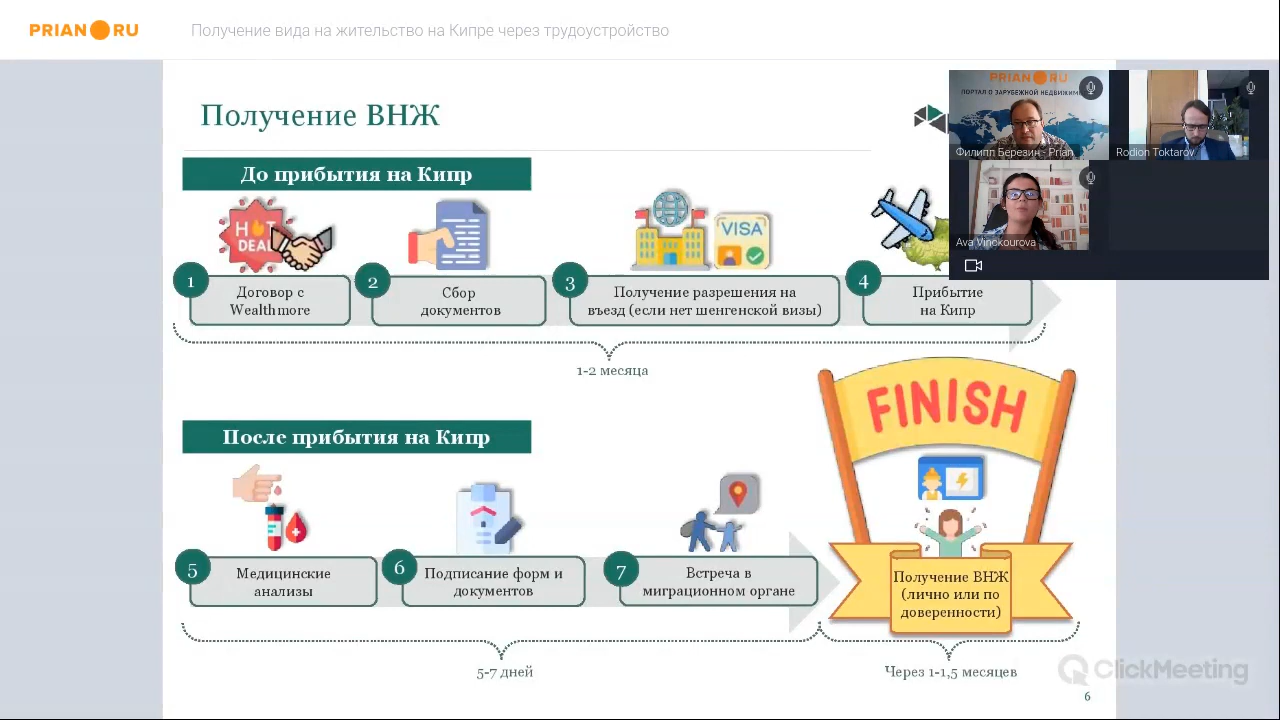 PRIAN RU
Получение вида на жительство на Кипре через трудоустройство
Получение ВНЖ
PRIAN RU
ПОРТАЛ О ЗАРУБЕЖНОЙ
Филипп Березин - Prian
Rodion Toktarov
Ava Vinokourova
До прибытия на Кипр
HOT
DEAL
VISA
1
Договор с
Wealthmore
2
Сбор
документов
3
Получение разрешения на
въезд (если нет шенгенской визы)
4
Прибытие
на Кипр
1-2 месяца
После прибытия на Кипр
FINISH
5
Медицинские
анализы
6
Подписание форм и
документов
7
Встреча в
миграционном органе
Получение ВНЖ
(лично или по
доверенности)
5-7 дней
Через 1-1,5 месяцев
ClickMeeting
6